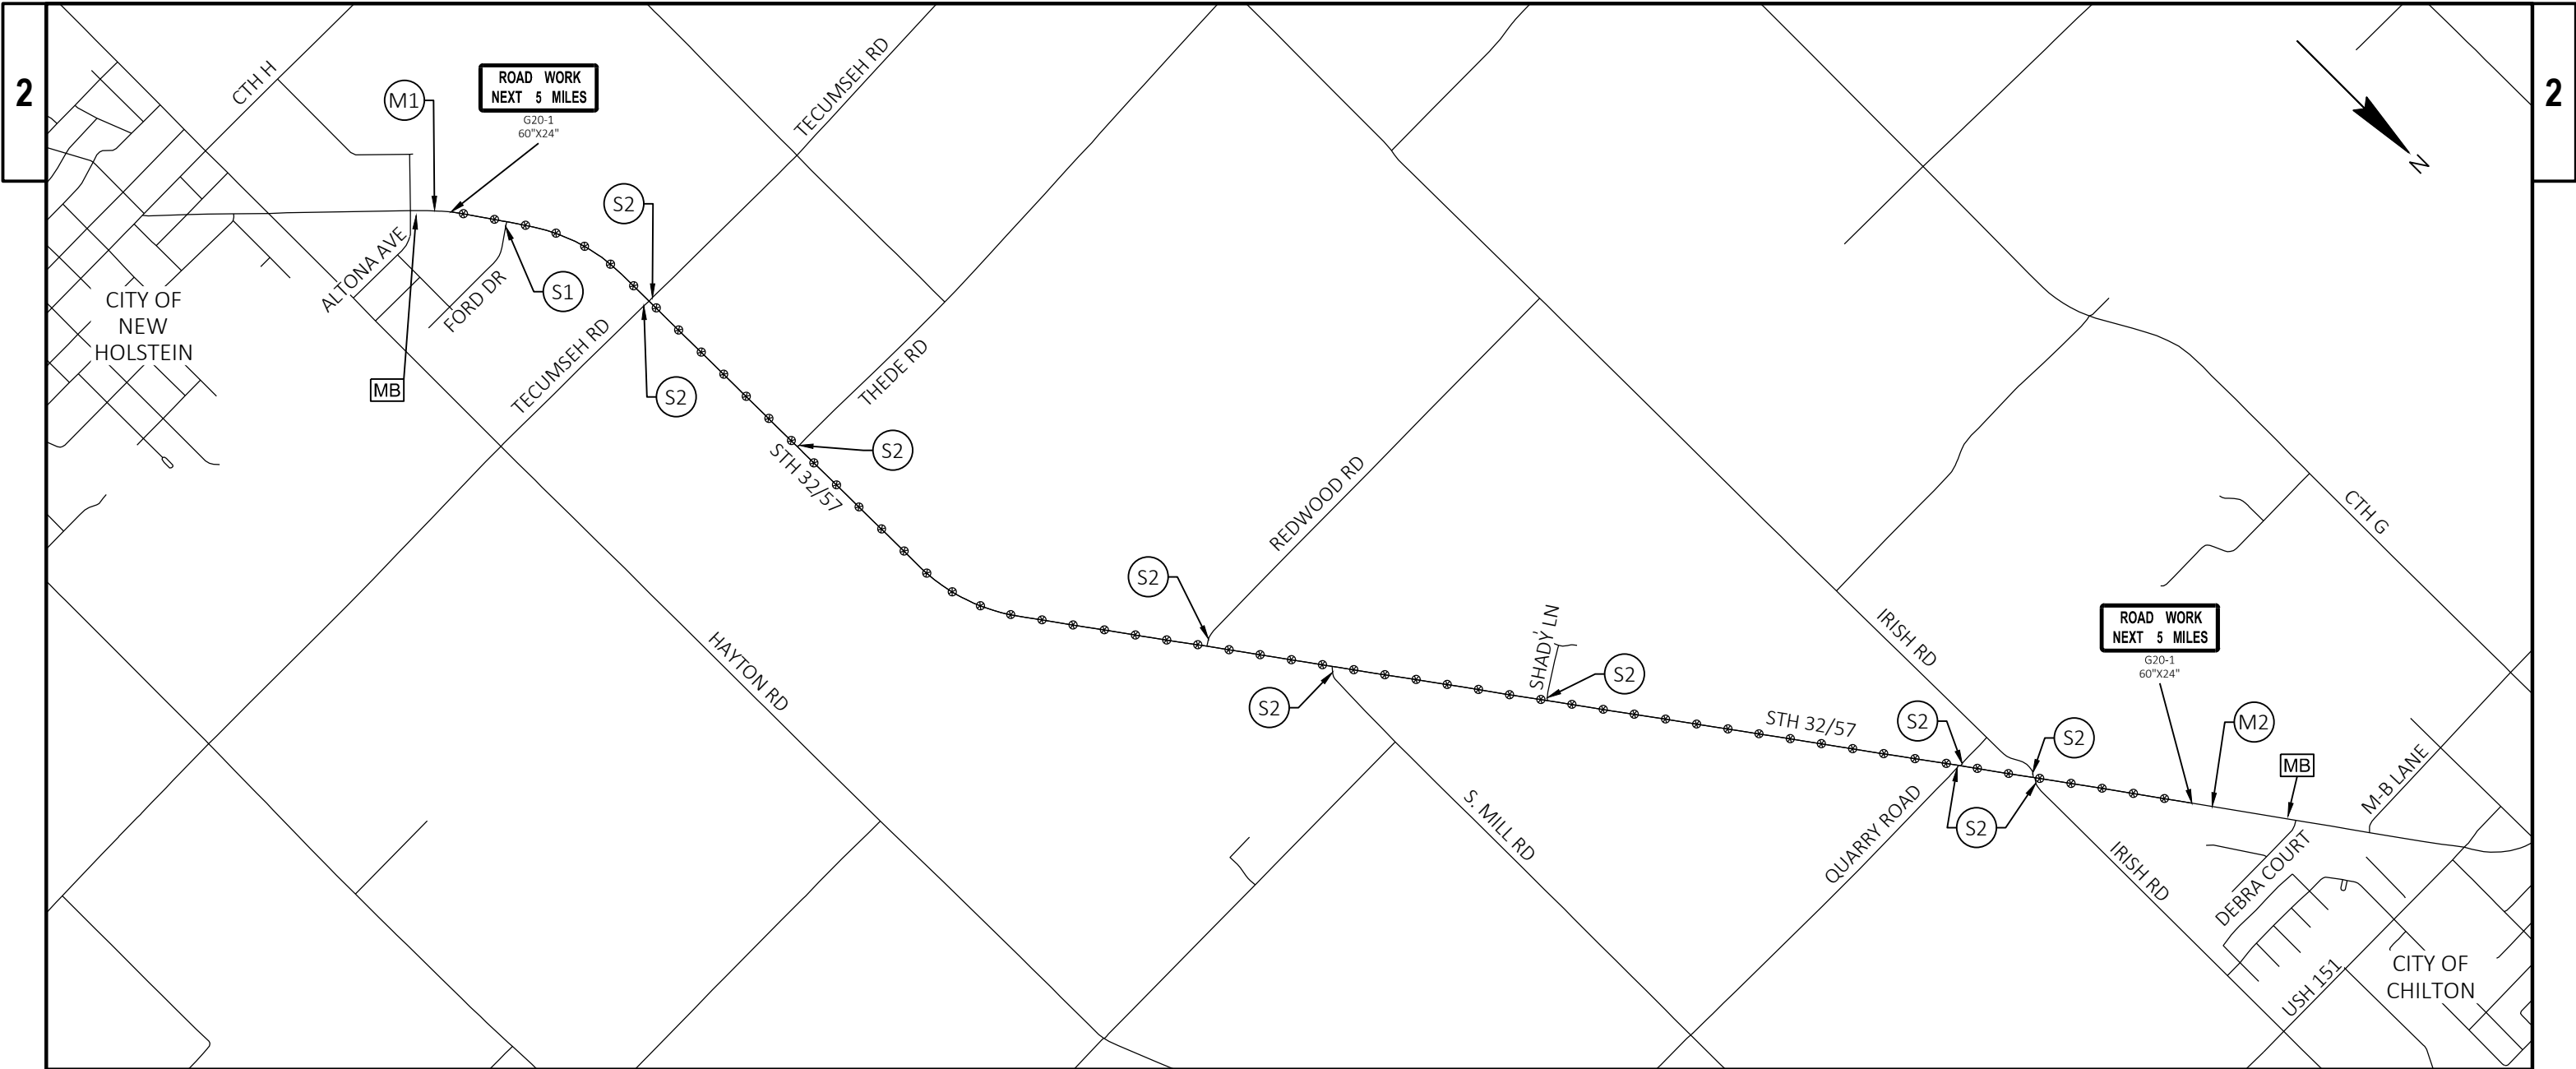 2
2
CTH H
M1
ROAD WORK
NEXT 5 MILES
G20-1
60"X24"
TECUMSEH RD
N
S2
ALTONA AVE
FORD DR
S1
CITY OF
NEW
HOLSTEIN
MB
TECUMSEH RD
S2
THEDE RD
S2
STH 32/57
REDWOOD RD
CTH G
S2
HAYTON RD
S2
SHADY LN
S2
STH 32/57
IRISH RD
ROAD WORK
NEXT 5 MILES
G20-1
60"X24"
S2
S2
M2
MB
M-B LANE
S. MILL RD
QUARRY ROAD
S2
IRISH RD
DEBRA COURT
USH 151
CITY OF
CHILTON